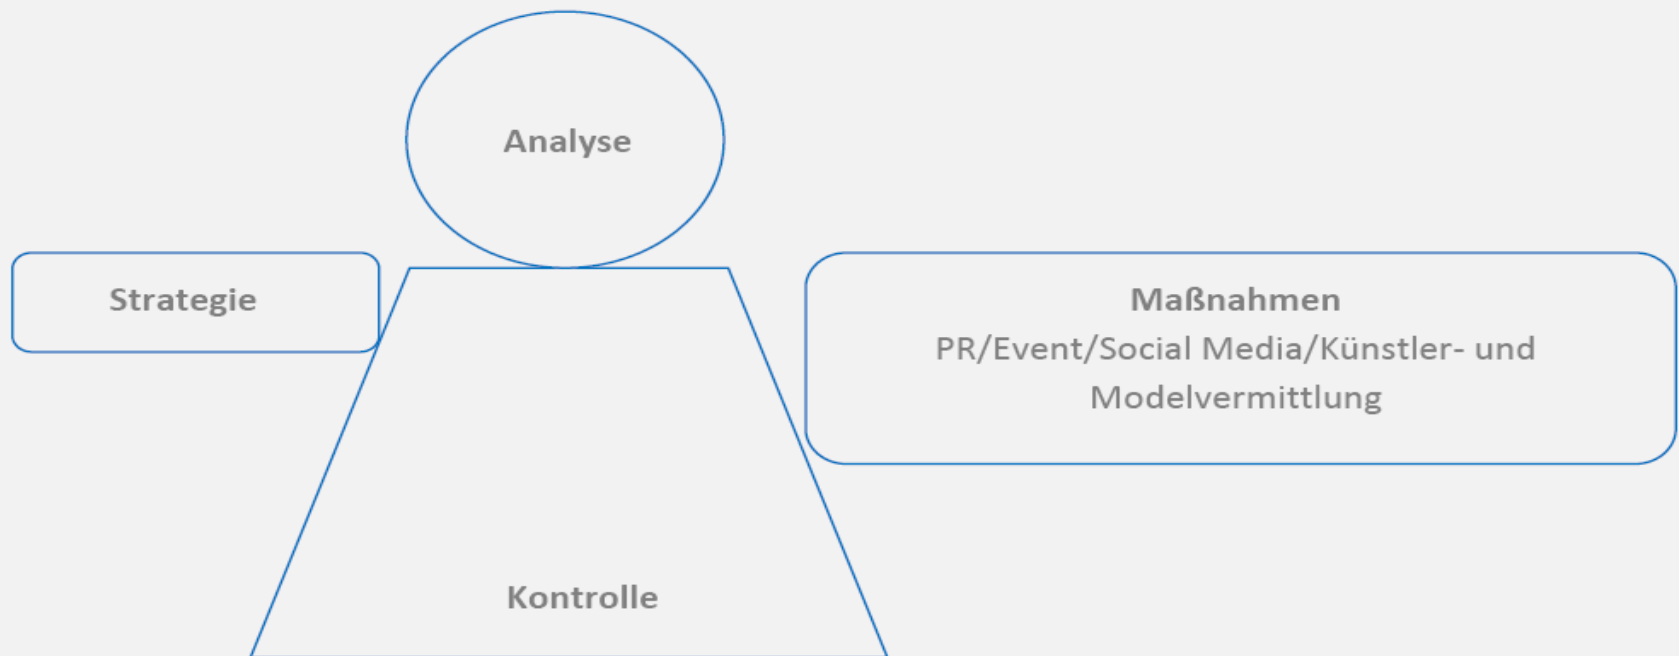 Analyse
Strategie
Maßnahmen
PR/Event/Social Media/Künstler- und
Modelvermittlung
Kontrolle